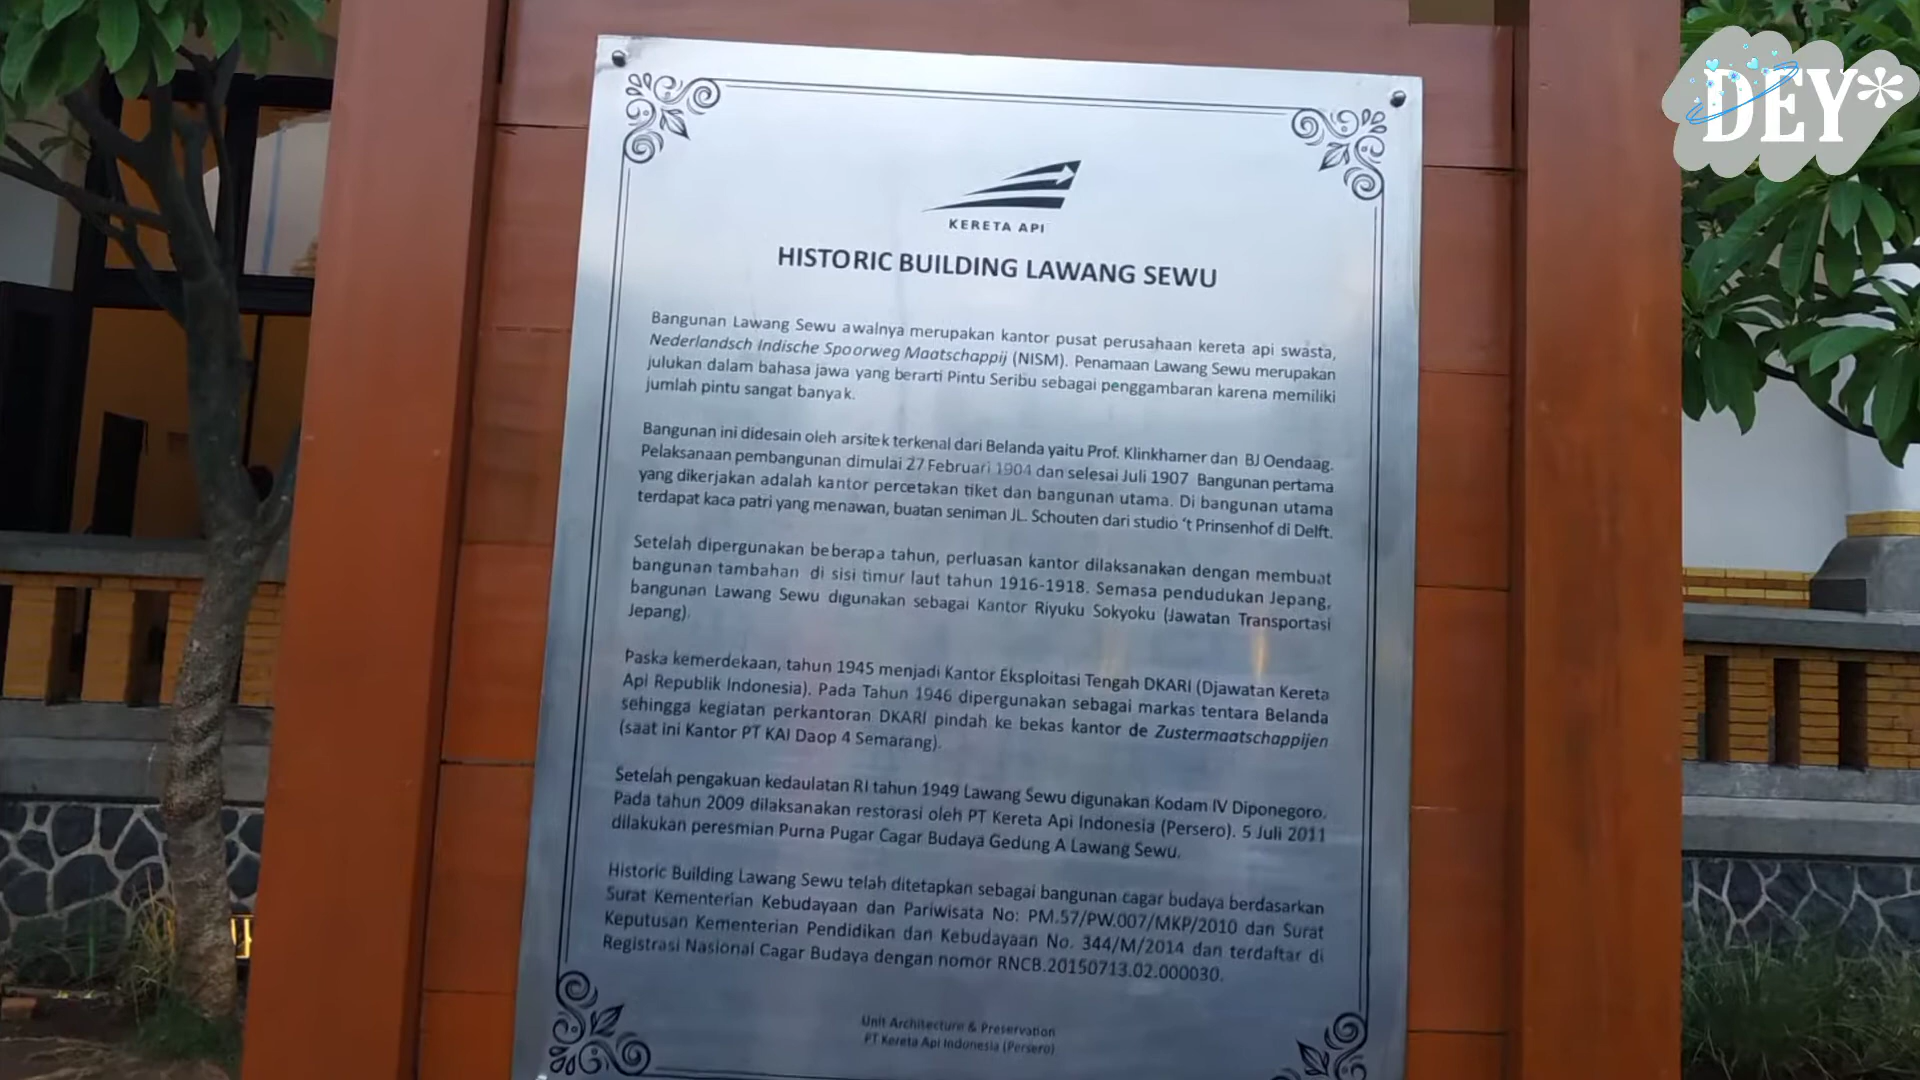 DEY*
KERETA API
HISTORIC BUILDING LAWANG SEWU
Bangunan Lawang Sewu awalnya merupakan kantor pusat perusahaan kereta api swasta,
Nederlandsch Indische Spoorweg Maatschappij (NISM). Penamaan Lawang Sewu merupakan
julukan dalam bahasa jawa yang berarti Pintu Seribu sebagai penggambaran karena memiliki
jumlah pintu sangat banyak.
Bangunan ini didesain oleh arsitek terkenal dari Belanda yaitu Prof. Klinkhamer dan BJ Oendaag.
Pelaksanaan pembangunan dimulai 27 Februari 1904 dan selesai Juli 1907 Bangunan pertama
yang dikerjakan adalah kantor percetakan tiket dan bangunan utama. Di bangunan utama
terdapat kaca patri yang menawan, buatan seniman JL. Schouten dari studio ‘t Prinsenhof di Delft.
Setelah dipergunakan beberapa tahun, perluasan kantor dilaksanakan dengan membuat
bangunan tambahan di sisi timur laut tahun 1916-1918. Semasa pendudukan Jepang,
bangunan Lawang Sewu digunakan sebagai Kantor Riyuku Sokyoku (Jawatan Transportasi
Jepang).
Paska kemerdekaan, tahun 1945 menjadi Kantor Eksploitasi Tengah DKARI (Djawatan Kereta
Api Republik Indonesia). Pada Tahun 1946 dipergunakan sebagai markas tentara Belanda
sehingga kegiatan perkantoran DKARI pindah ke bekas kantor de Zustermaatschappijen
(saat ini Kantor PT KAI Daop 4 Semarang).
Setelah pengakuan kedaulatan RI tahun 1949 Lawang Sewu digunakan Kodam IV Diponegoro.
Pada tahun 2009 dilaksanakan restorasi oleh PT Kereta Api Indonesia (Persero). 5 Juli 2011
dilakukan peresmian Purna Pugar Cagar Budaya Gedung A Lawang Sewu.
Historic Building Lawang Sewu telah ditetapkan sebagai bangunan cagar budaya berdasarkan
Surat Kementerian Kebudayaan dan Pariwisata No: PM.57/PW.007/MKP/2010 dan Surat
Keputusan Kementerian Pendidikan dan Kebudayaan No. 344/M/2014 dan terdaftar di
Registrasi Nasional Cagar Budaya dengan nomor RNCB.20150713.02.000030.
Unit Architecture & Preservation
PT Kereta Api Indonesia (Persero)